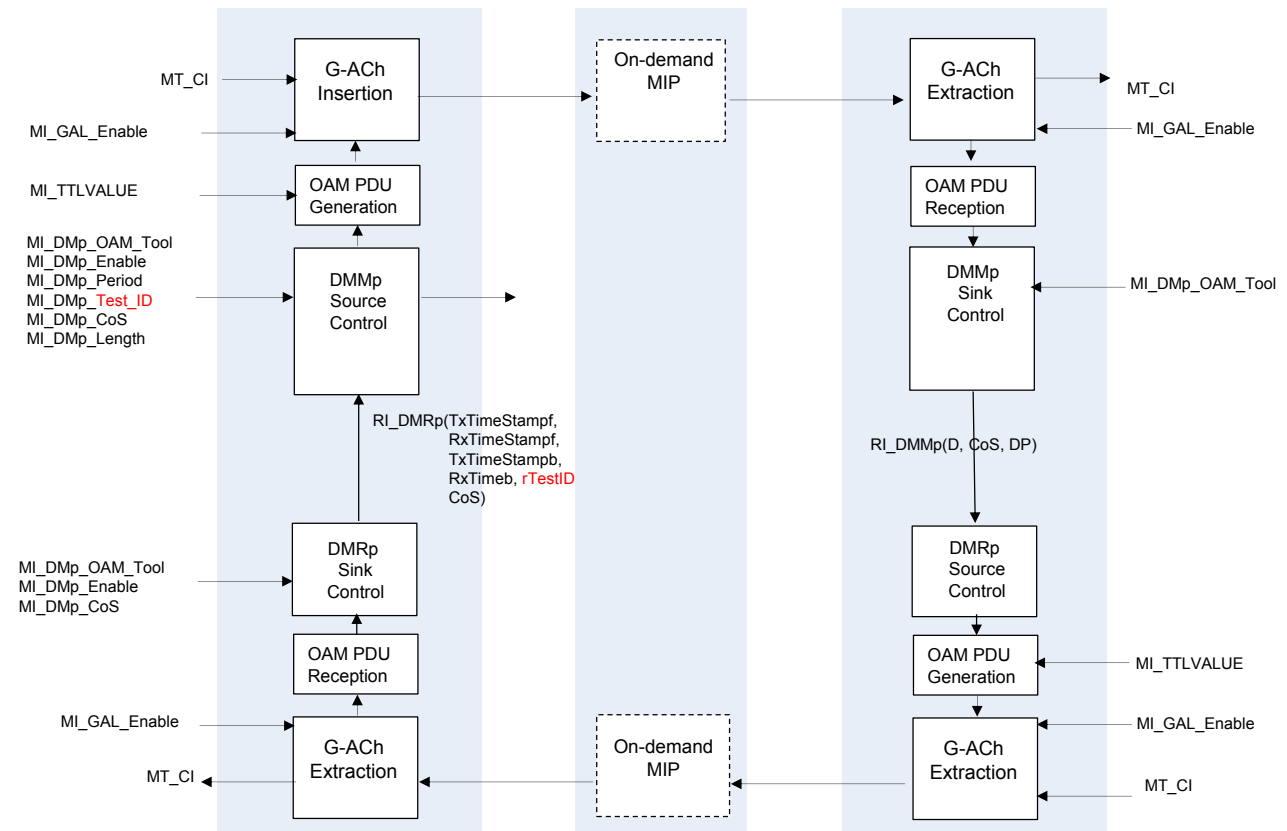 G-ACh
Insertion
MT_CI
MI_GAL_Enable
OAM PDU
Generation
MI_TTLVALUE
MI_DMp_OAM_Tool
MI_DMp_Enable
MI_DMp_Period
MI_DMp_Test_ID
MI_DMp_CoS
MI_DMp_Length
DMMp
Source
Control
RI_DMRp(TxTimeStampf,
RxTimeStampf,
TxTimeStampb,
RxTimeb, rTestID
CoS)
MI_DMp_OAM_Tool
MI_DMp_Enable
MI_DMp_CoS
DMRp
Sink
Control
OAM PDU
Reception
MI_GAL_Enable
G-ACh
Extraction
MT_CI
On-demand
MIP
On-demand
MIP
G-ACh
Extraction
MT_CI
MI_GAL_Enable
OAM PDU
Reception
DMMp
Sink
Control
MI_DMp_OAM_Tool
RI_DMMp(D, CoS, DP)
DMRp
Source
Control
OAM PDU
Generation
MI_TTLVALUE
MI_GAL_Enable
G-ACh
Extraction
MT_CI